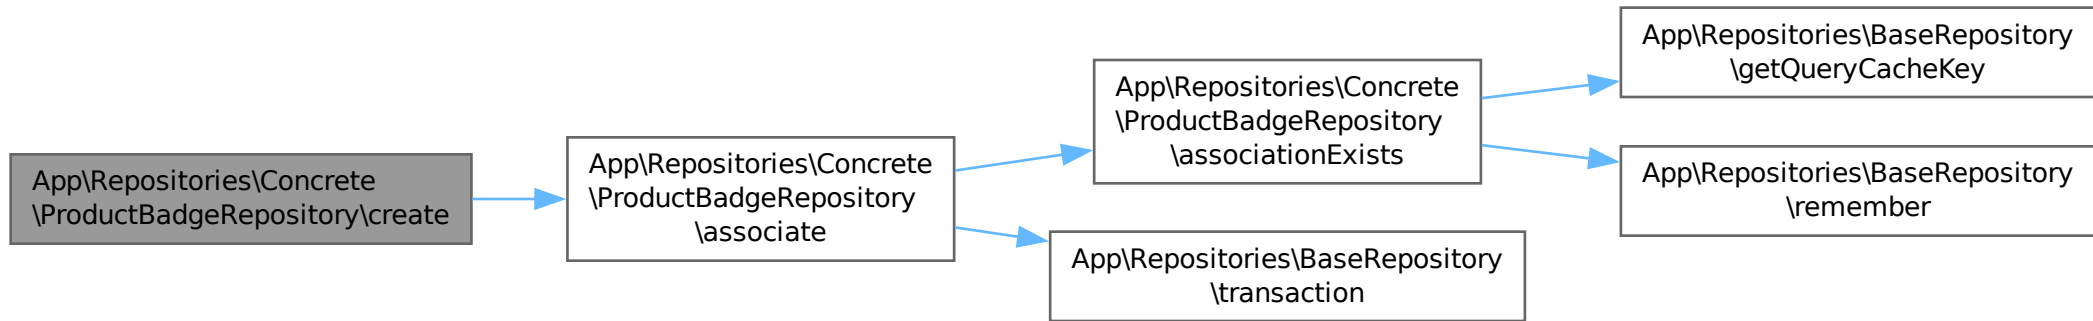 App\Repositories\Concrete
\ProductBadgeRepository\create
App\Repositories\Concrete
\ProductBadgeRepository
\associate
App\Repositories\Concrete
\ProductBadgeRepository
\associationExists
App\Repositories\BaseRepository
\transaction
App\Repositories\BaseRepository
\getQueryCacheKey
App\Repositories\BaseRepository
\remember